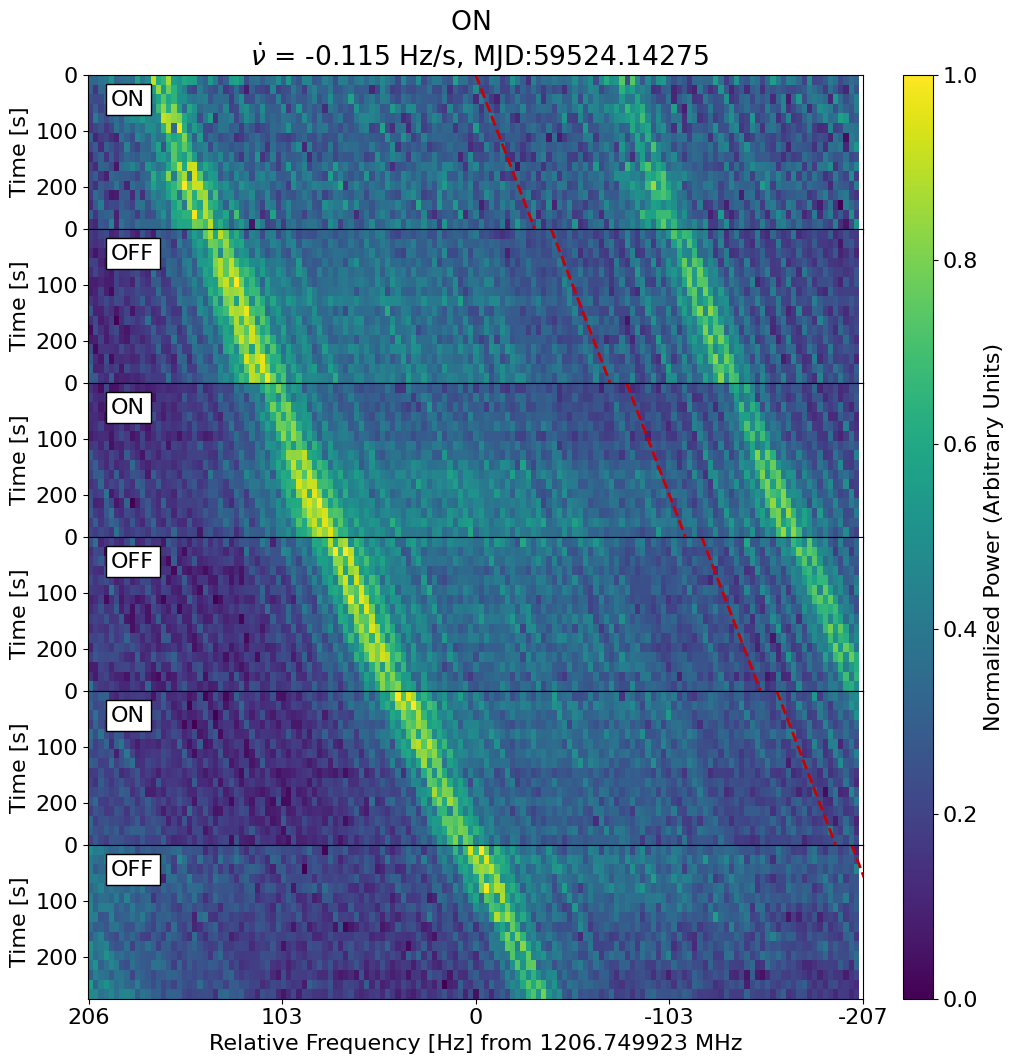 ON
ν̇ = -0.115 Hz/s, MJD:59524.14275
0
100
200
Time [s]
ON
0
100
200
Time [s]
OFF
0
100
200
Time [s]
ON
0
100
200
Time [s]
OFF
0
100
200
Time [s]
ON
0
100
200
Time [s]
OFF
206
103
0
-103
-207
Relative Frequency [Hz] from 1206.749923 MHz
1.0
0.8
0.6
0.4
0.2
0.0
Normalized Power (Arbitrary Units)